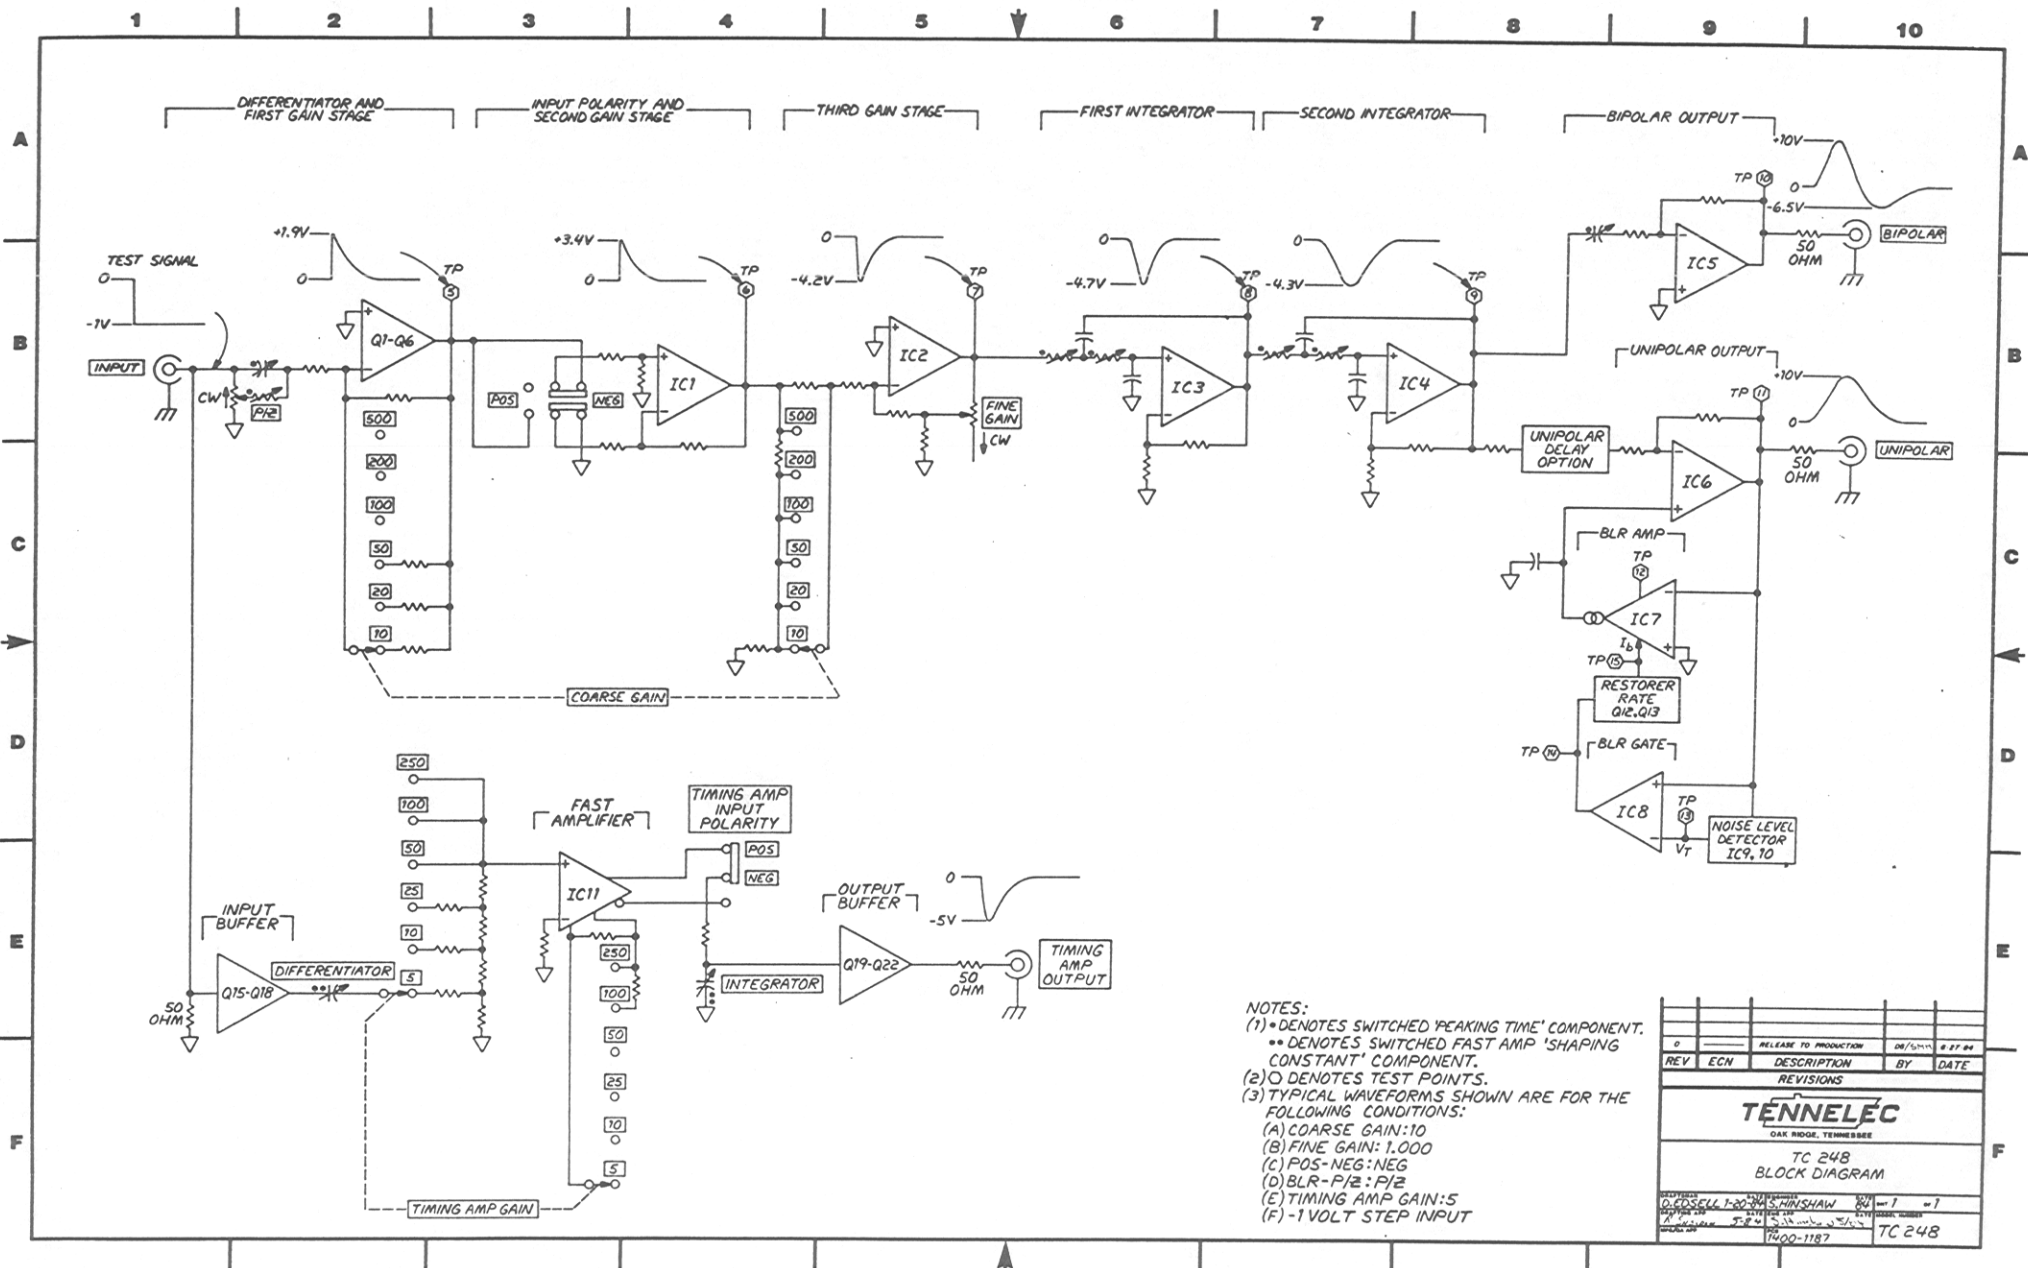 1 2 3 4 5 6 7 8 9 10
A
B
C
D
E
F
A
B
C
D
E
F
DIFFERENTIATOR AND
FIRST GAIN STAGE
INPUT POLARITY AND
SECOND GAIN STAGE
THIRD GAIN STAGE
FIRST INTEGRATOR
SECOND INTEGRATOR
BIPOLAR OUTPUT
+10V
0
-6.5V
TP 10
IC5
50
OHM
BIPOLAR
TEST SIGNAL
0
-1V
INPUT
CW
P/Z
+1.9V
0
TP
5
Q1-Q6
500
200
100
50
20
10
+3.4V
0
TP
6
POS
NEG
IC1
0
-4.2V
TP
7
IC2
FINE
GAIN
CW
500
200
100
50
20
10
COARSE GAIN
0
-4.7V
TP
8
IC3
0
-4.3V
TP
9
IC4
UNIPOLAR OUTPUT
+10V
0
TP 11
UNIPOLAR
DELAY
OPTION
IC6
50
OHM
UNIPOLAR
BLR AMP
TP
12
IC7
Ib
TP 15
RESTORER
RATE
Q12,Q13
TP 14
BLR GATE
IC8
TP
13
VT
NOISE LEVEL
DETECTOR
IC9, 10
250
100
50
25
10
5
INPUT
BUFFER
Q15-Q18
50
OHM
DIFFERENTIATOR
FAST
AMPLIFIER
IC11
250
100
50
25
10
5
TIMING AMP GAIN
TIMING AMP
INPUT
POLARITY
POS
NEG
INTEGRATOR
OUTPUT
BUFFER
Q19-Q22
0
-5V
50
OHM
TIMING
AMP
OUTPUT
NOTES:
(1) • DENOTES SWITCHED 'PEAKING TIME' COMPONENT.
•• DENOTES SWITCHED FAST AMP 'SHAPING
CONSTANT' COMPONENT.
(2) ⬡ DENOTES TEST POINTS.
(3) TYPICAL WAVEFORMS SHOWN ARE FOR THE
FOLLOWING CONDITIONS:
(A) COARSE GAIN:10
(B) FINE GAIN: 1.000
(C) POS-NEG:NEG
(D) BLR-P/Z:P/Z
(E) TIMING AMP GAIN:5
(F) -1 VOLT STEP INPUT
0 RELEASE TO PRODUCTION
REV ECN DESCRIPTION BY DATE
REVISIONS
TENNELEC
OAK RIDGE, TENNESSEE
TC 248
BLOCK DIAGRAM
D.EDSELL 1-20-84 S.HINSHAW
1400-1187
TC 248